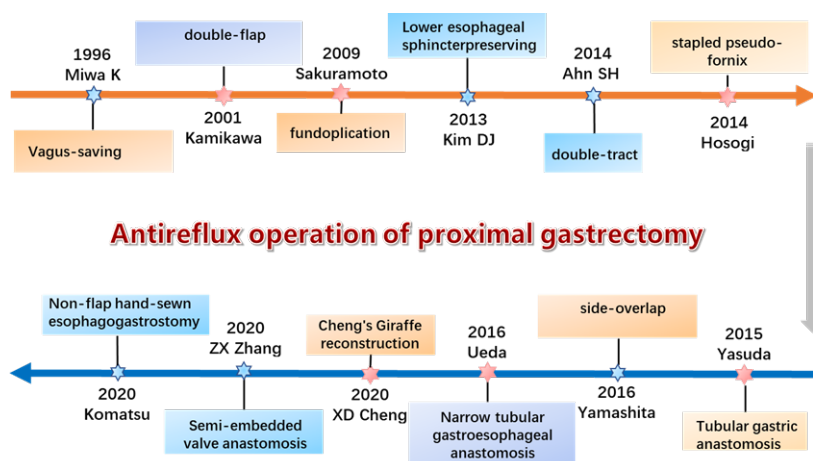 double-flap
2009
Sakuramoto
Lower esophageal
sphincterpreserving
2014
Ahn SH
stapled pseudo-
fornix
1996
Miwa K
Vagus-saving
2001
Kamikawa
fundoplication
2013
Kim DJ
double-tract
2014
Hosogi
Antireflux operation of proximal gastrectomy
Non-flap hand-sewn
esophagogastrostomy
2020
ZX Zhang
Cheng's Giraffe
reconstruction
2016
Ueda
side-overlap
2015
Yasuda
2020
Komatsu
Semi-embedded
valve anastomosis
2020
XD Cheng
Narrow tubular
gastroesophageal
anastomosis
2016
Yamashita
Tubular gastric
anastomosis